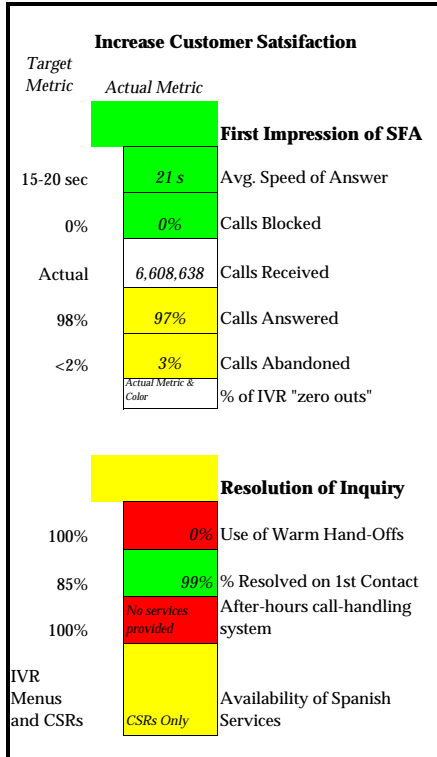 Increase Customer Satsifaction
Target
Metric
Actual Metric
First Impression of SFA
15-20 sec 21 s Avg. Speed of Answer
0% 0% Calls Blocked
Actual 6,608,638 Calls Received
98% 97% Calls Answered
<2% 3% Calls Abandoned
Actual Metric &
Color
% of IVR "zero outs"
Resolution of Inquiry
100% 0% Use of Warm Hand-Offs
85% 99% % Resolved on 1st Contact
100%
No services
provided
After-hours call-handling
system
IVR
Menus
and CSRs
CSRs Only
Availability of Spanish
Services